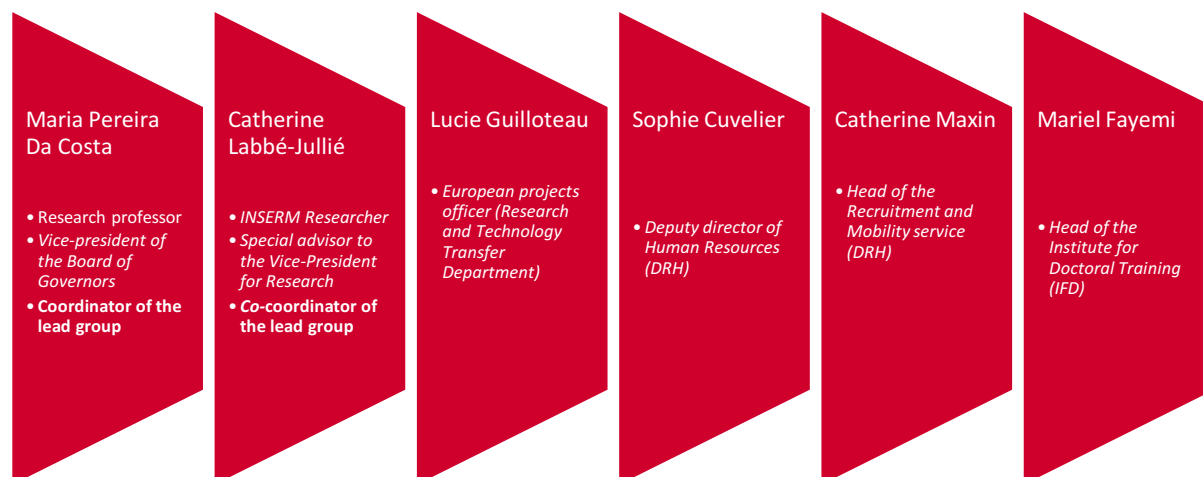 Maria Pereira
Da Costa
• Research professor
• Vice-president of
the Board of
Governors
• Coordinator of the
lead group
Catherine
Labbé-Jullié
• INSERM Researcher
• Special advisor to
the Vice-President
for Research
• Co-coordinator of
the lead group
Lucie Guilloteau
• European projects
officer (Research
and Technology
Transfer
Department)
Sophie Cuvelier
• Deputy director of
Human Resources
(DRH)
Catherine Maxin
• Head of the
Recruitment and
Mobility service
(DRH)
Mariel Fayemi
• Head of the
Institute for
Doctoral Training
(IFD)